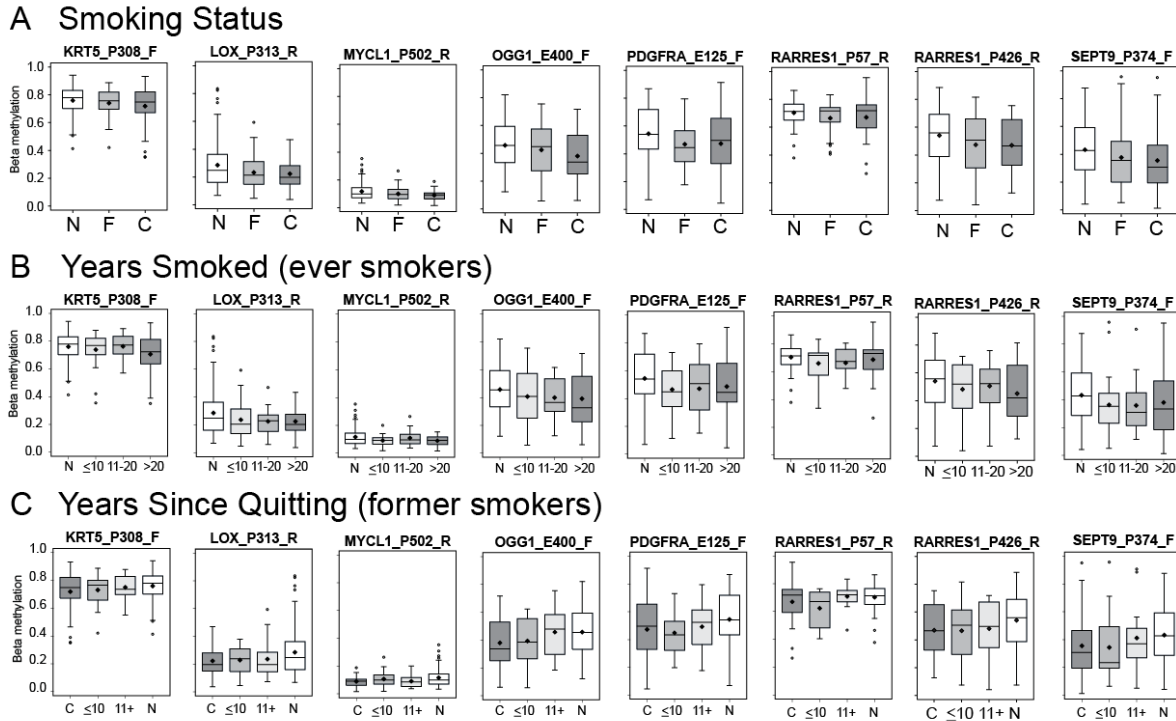 A Smoking Status
KRT5_P308_F LOX_P313_R MYCL1_P502_R OGG1_E400_F PDGFRA_E125_F RARRES1_P57_R RARRES1_P426_R SEPT9_P374_F
Beta methylation
1.0
0.8
0.6
0.4
0.2
0.0
N F C N F C N F C N F C N F C N F C N F C N F C
B Years Smoked (ever smokers)
KRT5_P308_F LOX_P313_R MYCL1_P502_R OGG1_E400_F PDGFRA_E125_F RARRES1_P57_R RARRES1_P426_R SEPT9_P374_F
Beta methylation
1.0
0.8
0.6
0.4
0.2
0.0
N ≤10 11-20 >20 N ≤10 11-20 >20 N ≤10 11-20 >20 N ≤10 11-20 >20 N ≤10 11-20 >20 N ≤10 11-20 >20 N ≤10 11-20 >20 N ≤10 11-20 >20
C Years Since Quitting (former smokers)
KRT5_P308_F LOX_P313_R MYCL1_P502_R OGG1_E400_F PDGFRA_E125_F RARRES1_P57_R RARRES1_P426_R SEPT9_P374_F
Beta methylation
1.0
0.8
0.6
0.4
0.2
0.0
C ≤10 11+ N C ≤10 11+ N C ≤10 11+ N C ≤10 11+ N C ≤10 11+ N C ≤10 11+ N C ≤10 11+ N C ≤10 11+ N